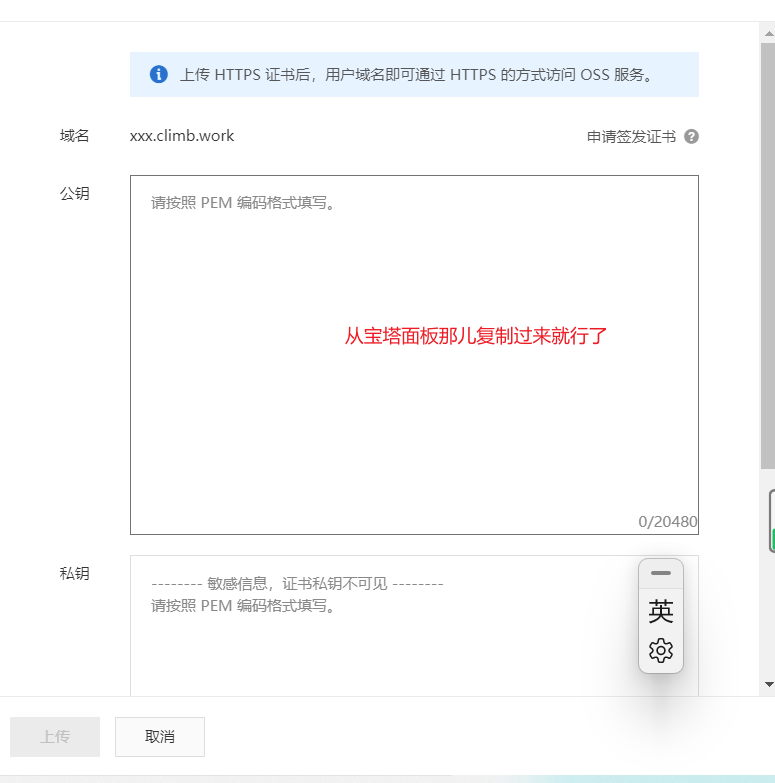 上传 HTTPS 证书后，用户域名即可通过 HTTPS 的方式访问 OSS 服务。
域名 xxx.climb.work 申请签发证书 ?
公钥 请按照 PEM 编码格式填写。
从宝塔面板那儿复制过来就行了
0/20480
私钥 -------- 敏感信息，证书私钥不可见 --------
请按照 PEM 编码格式填写。
英
上传 取消